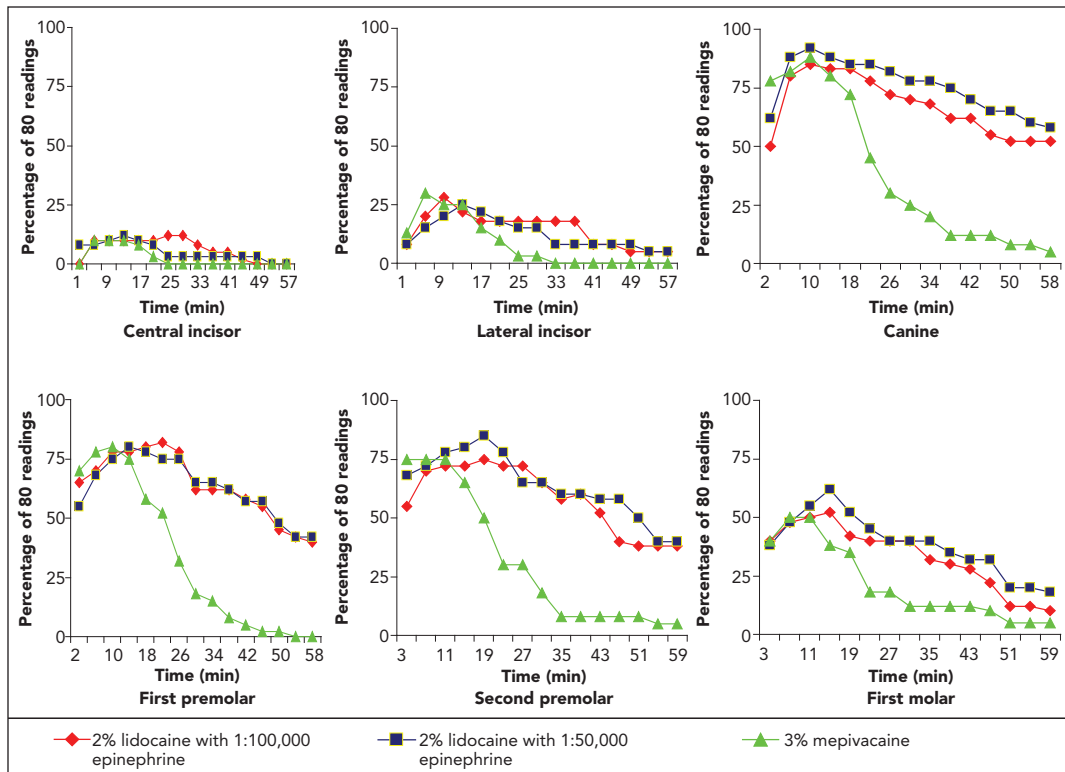 Percentage of 80 readings
100
75
50
25
0
1 9 17 25 33 41 49 57
Time (min)
Central incisor
Percentage of 80 readings
100
75
50
25
0
1 9 17 25 33 41 49 57
Time (min)
Lateral incisor
Percentage of 80 readings
100
75
50
25
0
2 10 18 26 34 42 50 58
Time (min)
Canine
Percentage of 80 readings
100
75
50
25
0
2 10 18 26 34 42 50 58
Time (min)
First premolar
Percentage of 80 readings
100
75
50
25
0
3 11 19 27 35 43 51 59
Time (min)
Second premolar
Percentage of 80 readings
100
75
50
25
0
3 11 19 27 35 43 51 59
Time (min)
First molar
2% lidocaine with 1:100,000
epinephrine
2% lidocaine with 1:50,000
epinephrine
3% mepivacaine